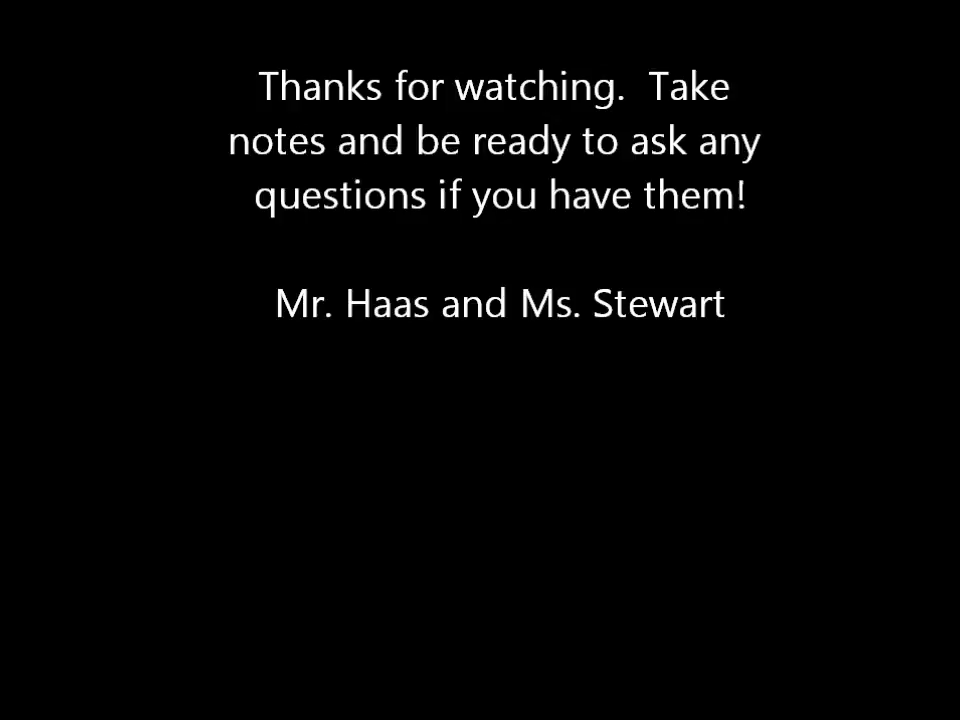 Thanks for watching.  Take
notes and be ready to ask any
questions if you have them!
Mr. Haas and Ms. Stewart